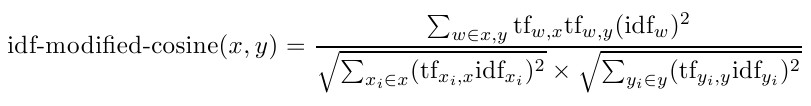 idf-modified-cosine(x, y) = \frac{\sum_{w \in x,y} \mathrm{tf}_{w,x} \mathrm{tf}_{w,y} (\mathrm{idf}_w)^2}{\sqrt{\sum_{x_i \in x} (\mathrm{tf}_{x_i,x} \mathrm{idf}_{x_i})^2} \times \sqrt{\sum_{y_i \in y} (\mathrm{tf}_{y_i,y} \mathrm{idf}_{y_i})^2}}